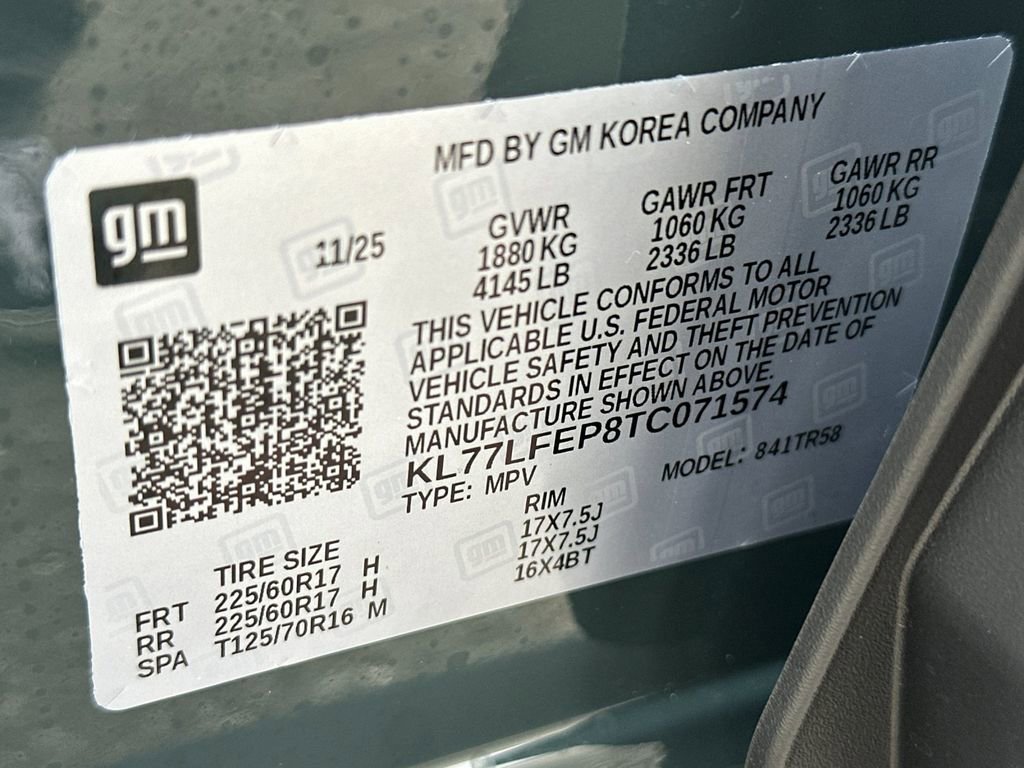 MFD BY GM KOREA COMPANY
gm
11/25
GVWR GAWR FRT GAWR RR
1880 KG 1060 KG 1060 KG
4145 LB 2336 LB 2336 LB
THIS VEHICLE CONFORMS TO ALL
APPLICABLE U.S. FEDERAL MOTOR
VEHICLE SAFETY AND THEFT PREVENTION
STANDARDS IN EFFECT ON THE DATE OF
MANUFACTURE SHOWN ABOVE.
KL77LFEP8TC071574
TYPE: MPV MODEL: 841TR58
TIRE SIZE RIM
FRT 225/60R17 H 17X7.5J
RR 225/60R17 H 17X7.5J
SPA T125/70R16 M 16X4BT